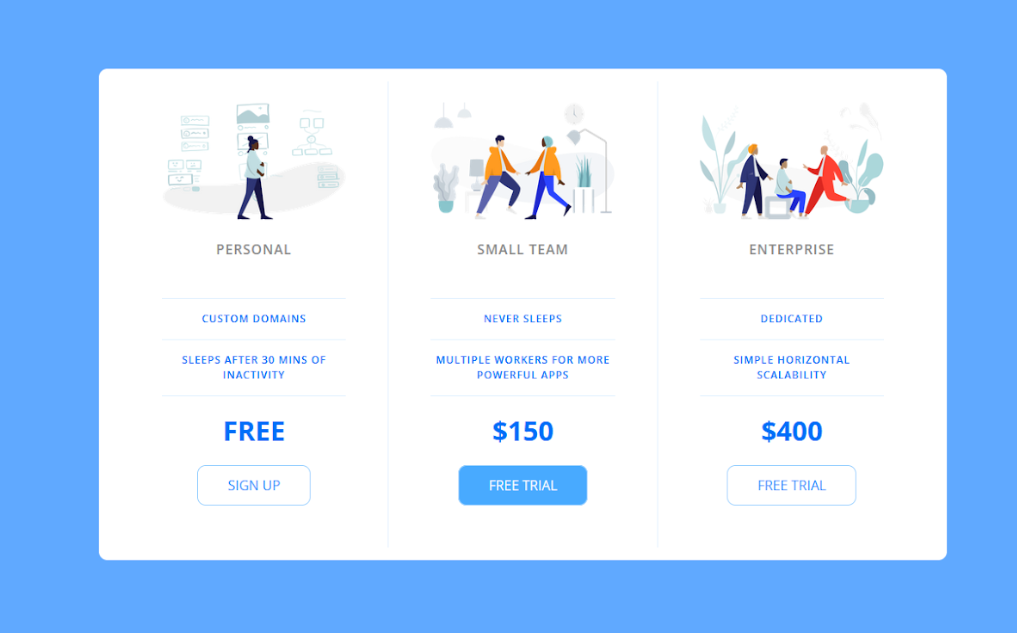 PERSONAL
CUSTOM DOMAINS
SLEEPS AFTER 30 MINS OF
INACTIVITY
FREE
SIGN UP
SMALL TEAM
NEVER SLEEPS
MULTIPLE WORKERS FOR MORE
POWERFUL APPS
$150
FREE TRIAL
ENTERPRISE
DEDICATED
SIMPLE HORIZONTAL
SCALABILITY
$400
FREE TRIAL